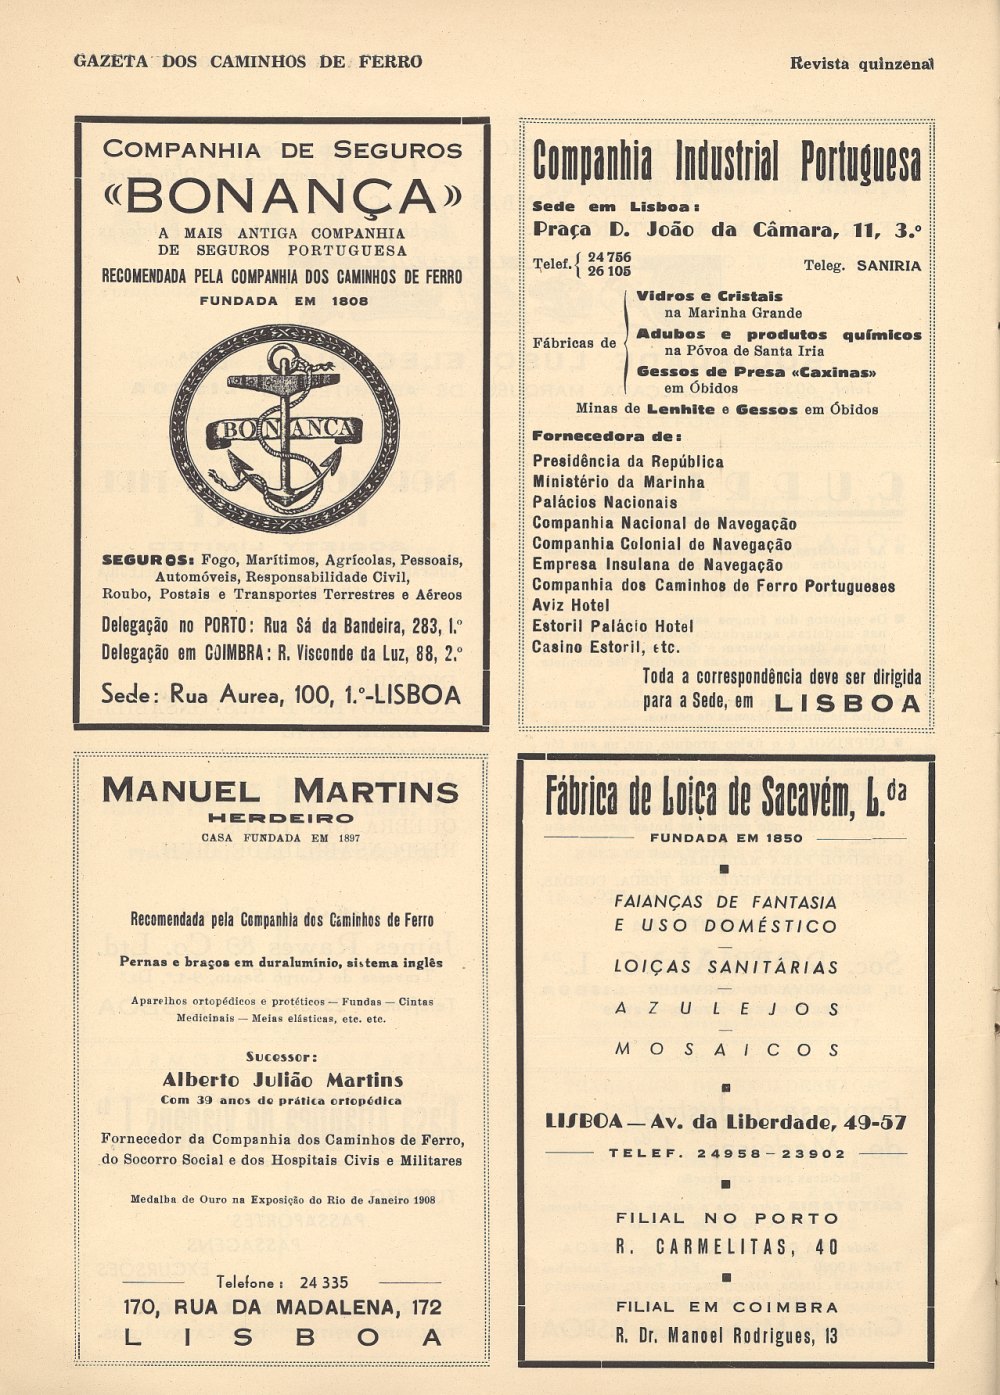 GAZETA DOS CAMINHOS DE FERRO
Revista quinzenal
COMPANHIA DE SEGUROS
«BONANÇA»
A MAIS ANTIGA COMPANHIA
DE SEGUROS PORTUGUESA
RECOMENDADA PELA COMPANHIA DOS CAMINHOS DE FERRO
FUNDADA EM 1808
BONANCA
SEGUROS: Fogo, Marítimos, Agrícolas, Pessoais,
Automóveis, Responsabilidade Civil,
Roubo, Postais e Transportes Terrestres e Aéreos
Delegação no PORTO: Rua Sá da Bandeira, 283, 1.º
Delegação em COIMBRA: R. Visconde da Luz, 88, 2.º
Sede: Rua Aurea, 100, 1.º-LISBOA
Companhia Industrial Portuguesa
Sede em Lisboa:
Praça D. João da Câmara, 11, 3.º
Telef. { 24 756
26 105
Teleg. SANIRIA
Fábricas de
Vidros e Cristais
na Marinha Grande
Adubos e produtos químicos
na Póvoa de Santa Iria
Gessos de Presa «Caxinas»
em Óbidos
Minas de Lenhite e Gessos em Óbidos
Fornecedora de:
Presidência da República
Ministério da Marinha
Palácios Nacionais
Companhia Nacional de Navegação
Companhia Colonial de Navegação
Empresa Insulana de Navegação
Companhia dos Caminhos de Ferro Portugueses
Aviz Hotel
Estoril Palácio Hotel
Casino Estoril, etc.
Toda a correspondência deve ser dirigida
para a Sede, em LISBOA
MANUEL MARTINS
HERDEIRO
CASA FUNDADA EM 1897
Recomendada pela Companhia dos Caminhos de Ferro
Pernas e braços em duralumínio, sistema inglês
Aparelhos ortopédicos e protéticos — Fundas — Cintas
Medicinais — Meias elásticas, etc. etc.
Sucessor:
Alberto Julião Martins
Com 39 anos de prática ortopédica
Fornecedor da Companhia dos Caminhos de Ferro,
do Socorro Social e dos Hospitais Civis e Militares
Medalha de Ouro na Exposição do Rio de Janeiro 1908
Telefone: 24 335
170, RUA DA MADALENA, 172
LISBOA
Fábrica de Loiça de Sacavém, L.da
FUNDADA EM 1850
FAIANÇAS DE FANTASIA
E USO DOMÉSTICO
LOIÇAS SANITÁRIAS
AZULEJOS
MOSAICOS
LISBOA — Av. da Liberdade, 49-57
TELEF. 24958 – 23902
FILIAL NO PORTO
R. CARMELITAS, 40
FILIAL EM COIMBRA
R. Dr. Manoel Rodrigues, 13